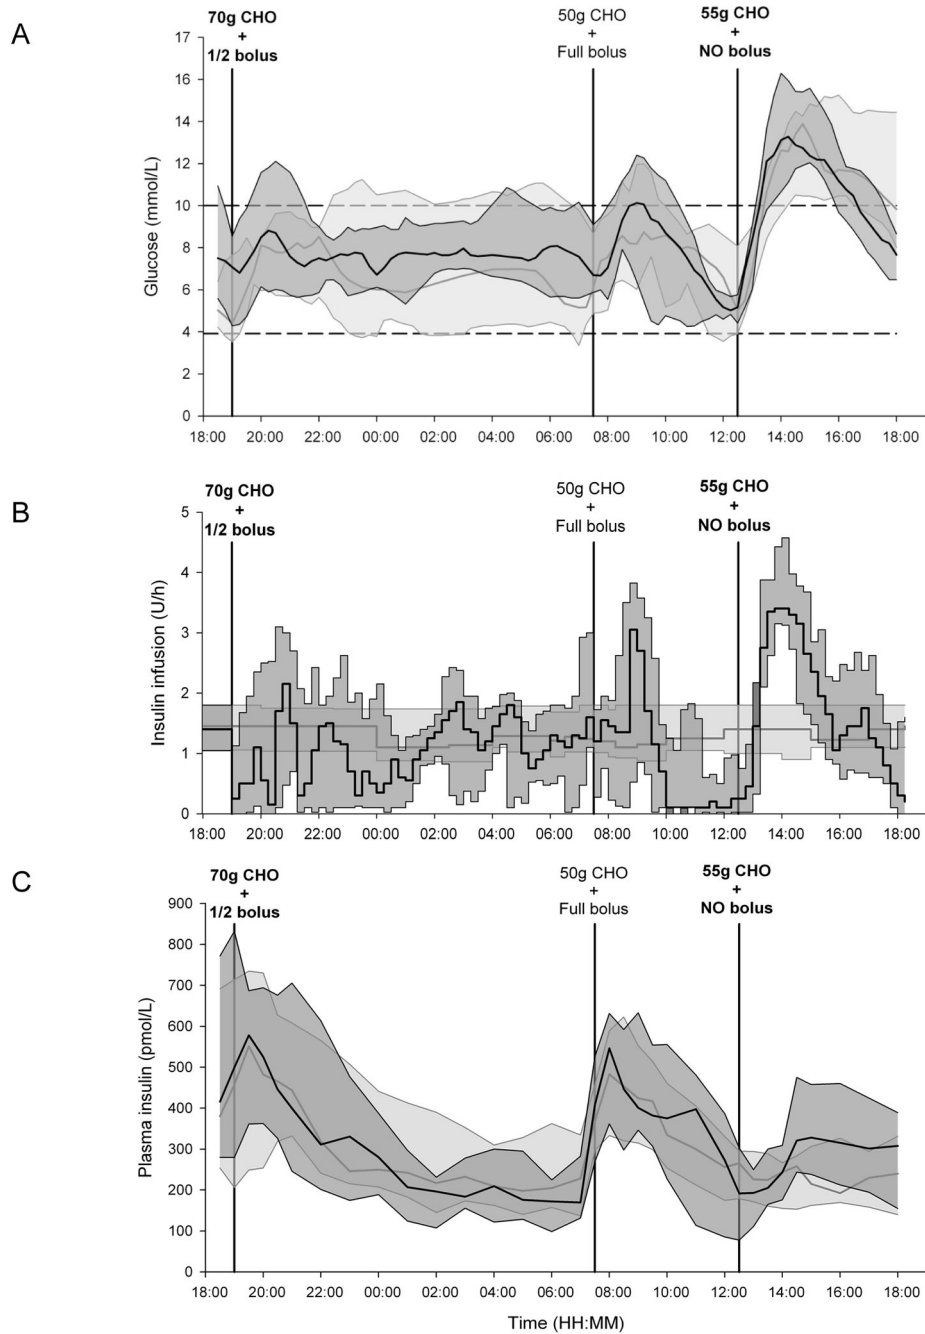 A
70g CHO
+
1/2 bolus
50g CHO
+
Full bolus
55g CHO
+
NO bolus
Glucose (mmol/L)
17
16
14
12
10
8
6
4
2
0
18:00 20:00 22:00 00:00 02:00 04:00 06:00 08:00 10:00 12:00 14:00 16:00 18:00
B
70g CHO
+
1/2 bolus
50g CHO
+
Full bolus
55g CHO
+
NO bolus
Insulin infusion (U/h)
5
4
3
2
1
0
18:00 20:00 22:00 00:00 02:00 04:00 06:00 08:00 10:00 12:00 14:00 16:00 18:00
C
70g CHO
+
1/2 bolus
50g CHO
+
Full bolus
55g CHO
+
NO bolus
Plasma insulin (pmol/L)
900
800
700
600
500
400
300
200
100
0
18:00 20:00 22:00 00:00 02:00 04:00 06:00 08:00 10:00 12:00 14:00 16:00 18:00
Time (HH:MM)